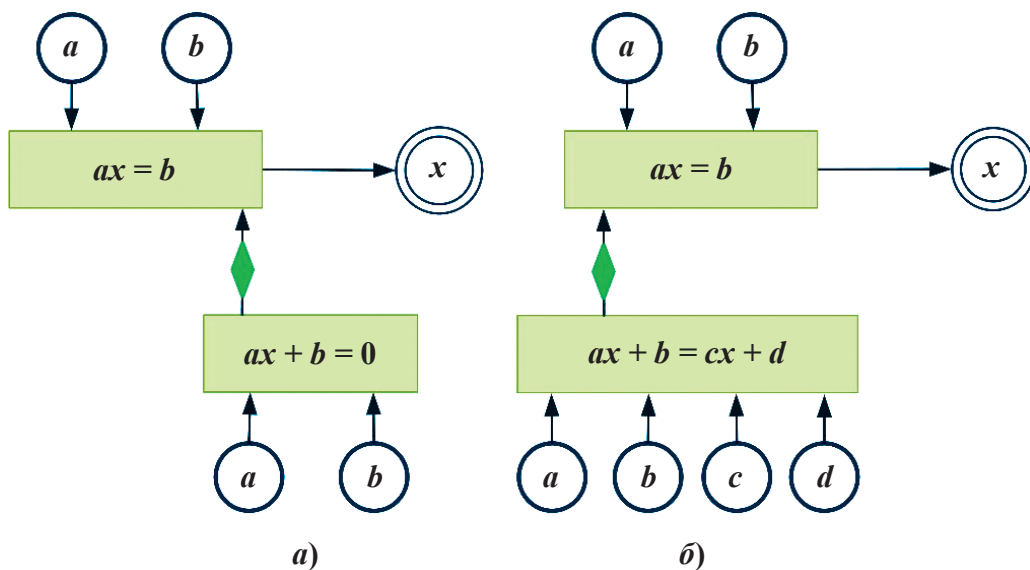 a b a b
ax = b x ax = b x
ax + b = 0 ax + b = cx + d
a b a b c d
а) б)